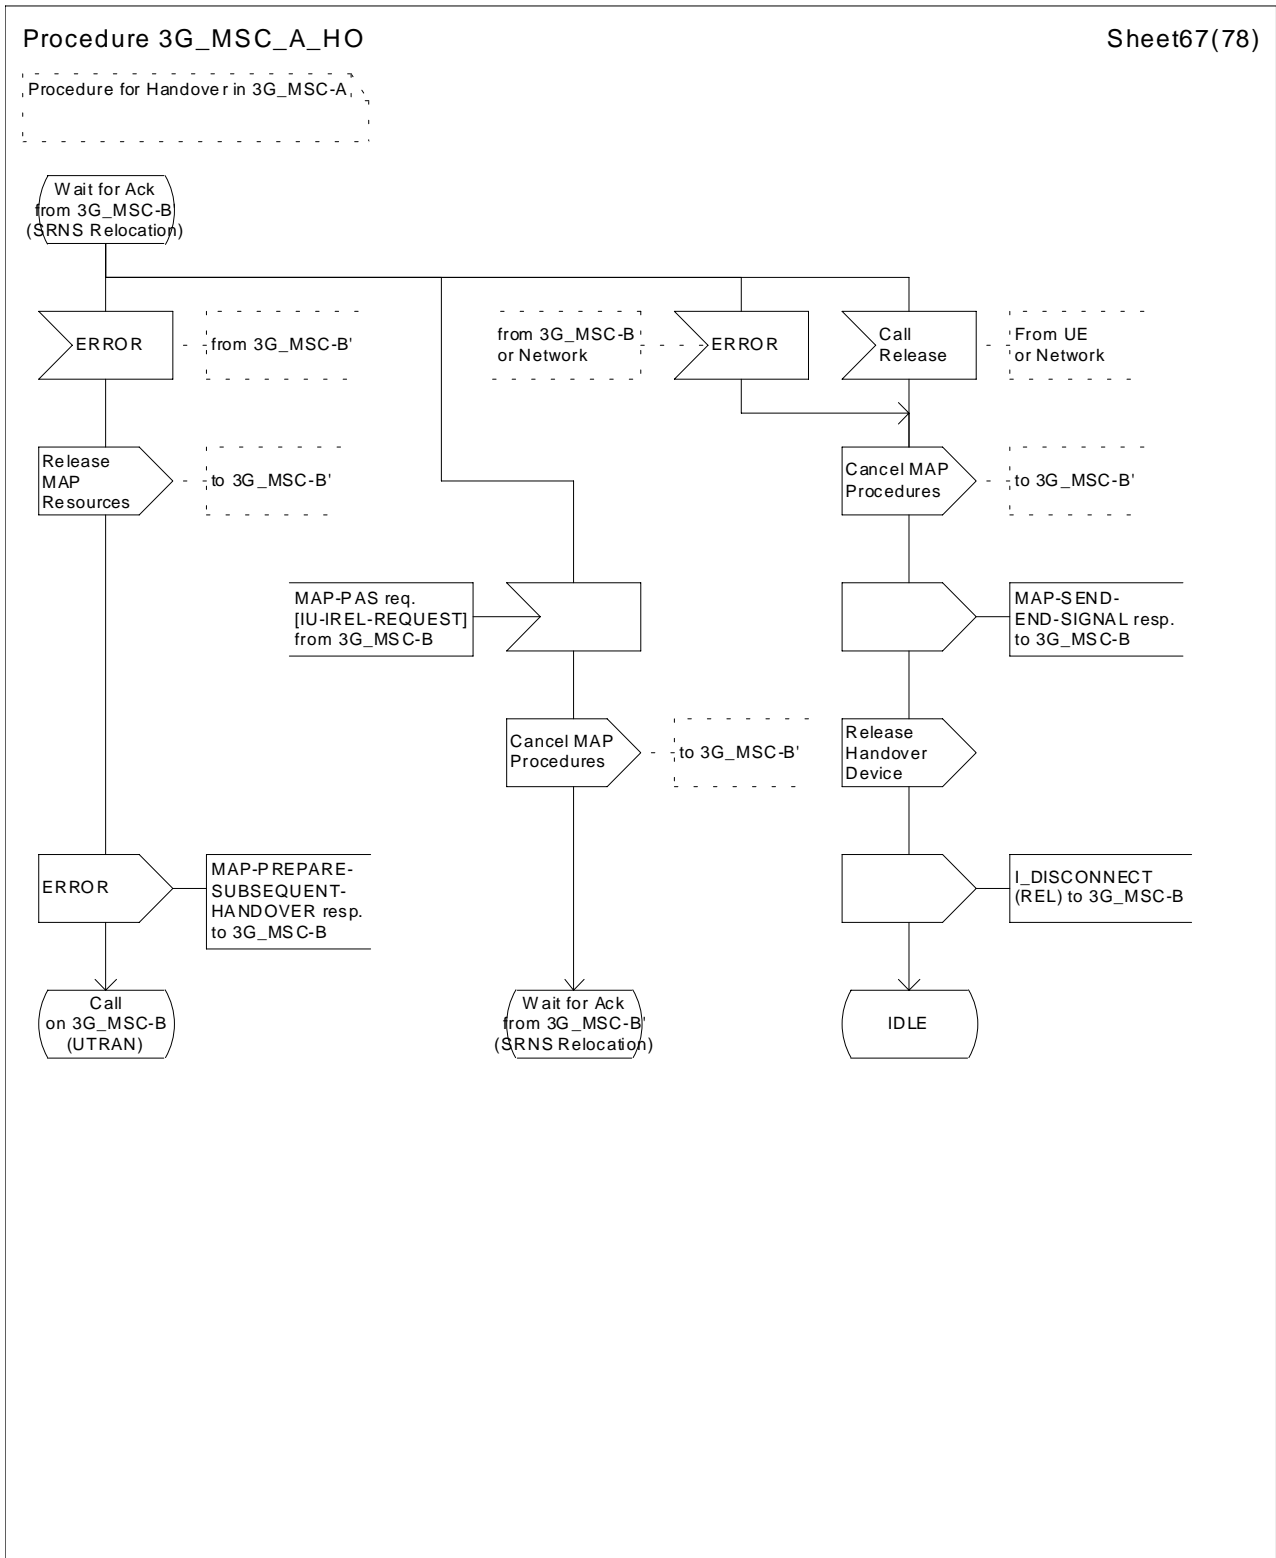 Procedure 3G_MSC_A_HO
Sheet67(78)
Procedure for Handover in 3G_MSC-A
Wait for Ack
from 3G_MSC-B'
(SRNS Relocation)
ERROR
from 3G_MSC-B'
from 3G_MSC-B
or Network
ERROR
Call
Release
From UE
or Network
Release
MAP
Resources
to 3G_MSC-B'
Cancel MAP
Procedures
to 3G_MSC-B'
MAP-PAS req.
[IU-IREL-REQUEST]
from 3G_MSC-B
MAP-SEND-
END-SIGNAL resp.
to 3G_MSC-B
Cancel MAP
Procedures
to 3G_MSC-B'
Release
Handover
Device
ERROR
MAP-PREPARE-
SUBSEQUENT-
HANDOVER resp.
to 3G_MSC-B
I_DISCONNECT
(REL) to 3G_MSC-B
Call
on 3G_MSC-B
(UTRAN)
Wait for Ack
from 3G_MSC-B'
(SRNS Relocation)
IDLE